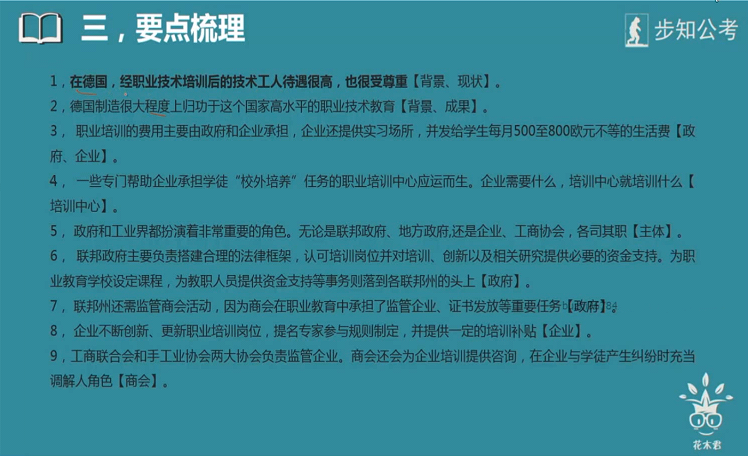 三，要点梳理
步知公考
1，在德国，经职业技术培训后的技术工人待遇很高，也很受尊重【背景、现状】。
2，德国制造很大程度上归功于这个国家高水平的职业技术教育【背景、成果】。
3， 职业培训的费用主要由政府和企业承担，企业还提供实习场所，并发给学生每月500至800欧元不等的生活费【政
府、企业】。
4， 一些专门帮助企业承担学徒“校外培养”任务的职业培训中心应运而生。企业需要什么，培训中心就培训什么【
培训中心】。
5， 政府和工业界都扮演着非常重要的角色。无论是联邦政府、地方政府,还是企业、工商协会，各司其职【主体】。
6， 联邦政府主要负责搭建合理的法律框架，认可培训岗位并对培训、创新以及相关研究提供必要的资金支持。为职
业教育学校设定课程，为教职人员提供资金支持等事务则落到各联邦州的头上【政府】。
7， 联邦州还需监管商会活动，因为商会在职业教育中承担了监管企业、证书发放等重要任务【政府】。
8， 企业不断创新、更新职业培训岗位，提名专家参与规则制定，并提供一定的培训补贴【企业】。
9，工商联合会和手工业协会两大协会负责监管企业。商会还会为企业培训提供咨询，在企业与学徒产生纠纷时充当
调解人角色【商会】。
花木君